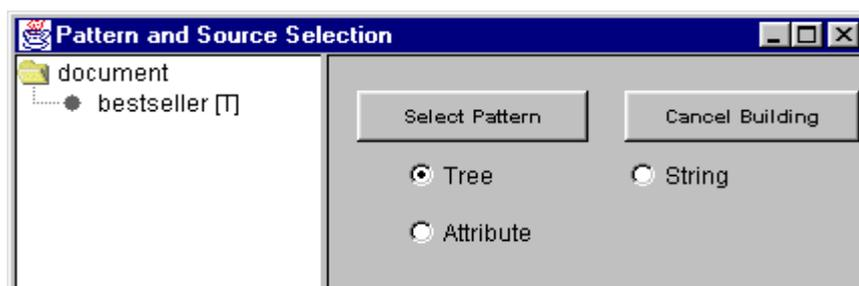 Pattern and Source Selection
document
bestseller [T]
Select Pattern
Cancel Building
Tree
String
Attribute